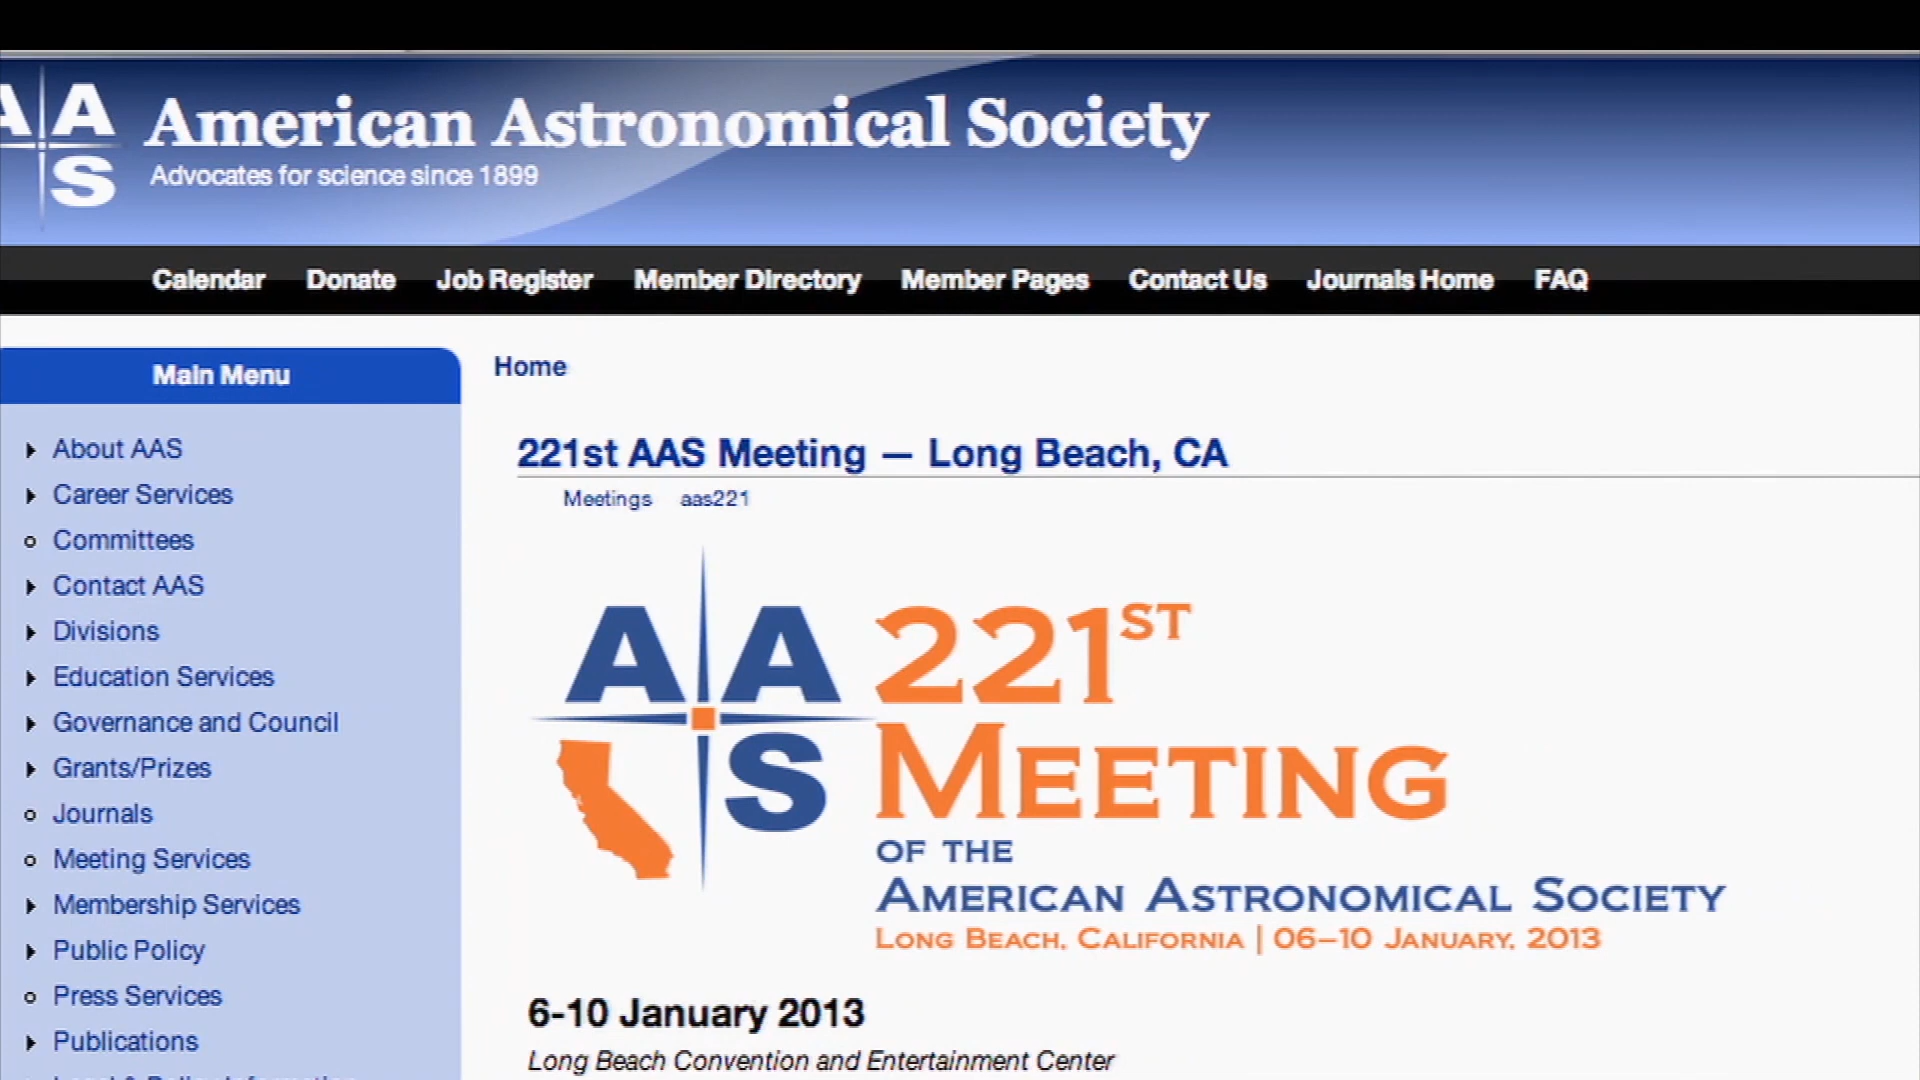 AAS
American Astronomical Society
Advocates for science since 1899
Calendar Donate Job Register Member Directory Member Pages Contact Us Journals Home FAQ
Main Menu
About AAS
Career Services
Committees
Contact AAS
Divisions
Education Services
Governance and Council
Grants/Prizes
Journals
Meeting Services
Membership Services
Public Policy
Press Services
Publications
Home
221st AAS Meeting — Long Beach, CA
Meetings aas221
AAS
221ST
MEETING
OF THE
AMERICAN ASTRONOMICAL SOCIETY
LONG BEACH, CALIFORNIA | 06–10 JANUARY, 2013
6-10 January 2013
Long Beach Convention and Entertainment Center